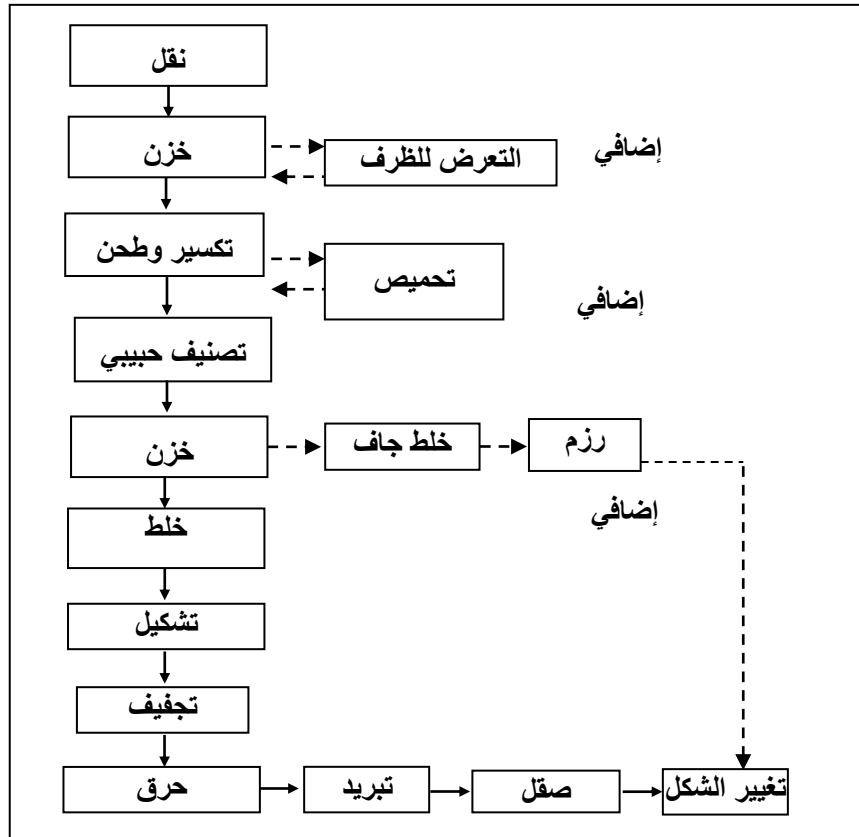 نقل
خزن
التعرض للظرف
إضافي
تكسير وطحن
تحميص
إضافي
تصنيف حبيبي
خزن
خلط جاف
رزم
إضافي
خلط
تشكيل
تجفيف
حرق
تبريد
صقل
تغيير الشكل